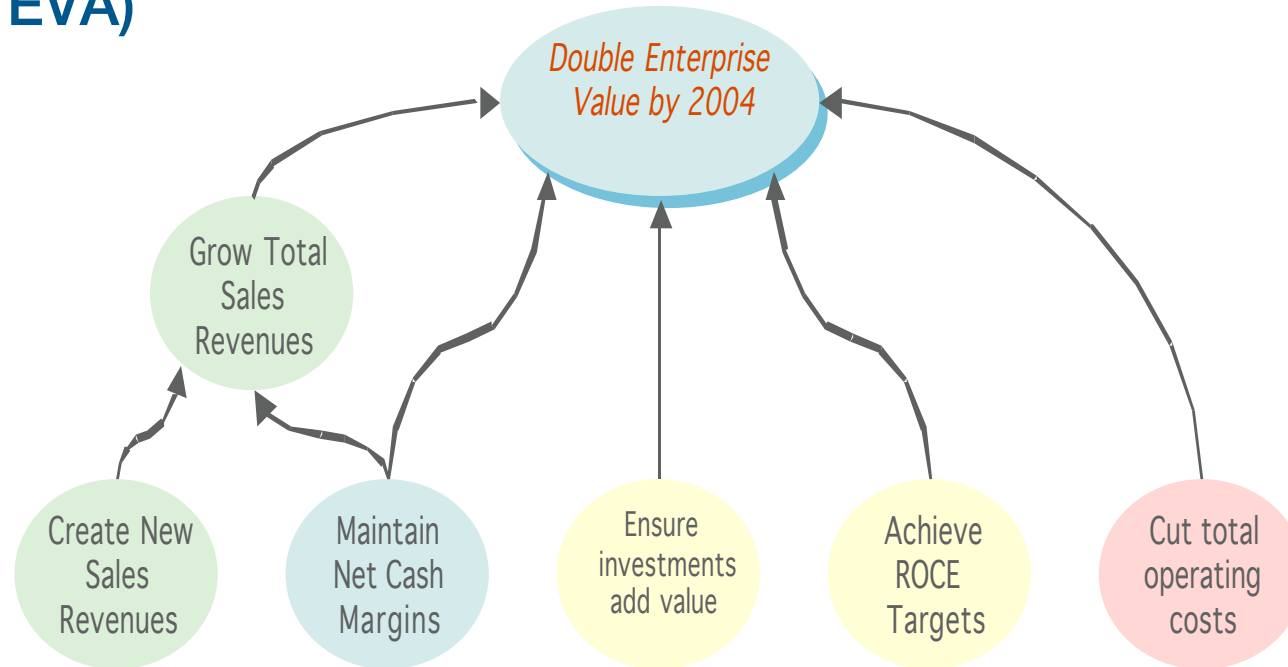 EVA)
Double Enterprise
Value by 2004
Grow Total
Sales
Revenues
Create New
Sales
Revenues
Maintain
Net Cash
Margins
Ensure
investments
add value
Achieve
ROCE
Targets
Cut total
operating
costs